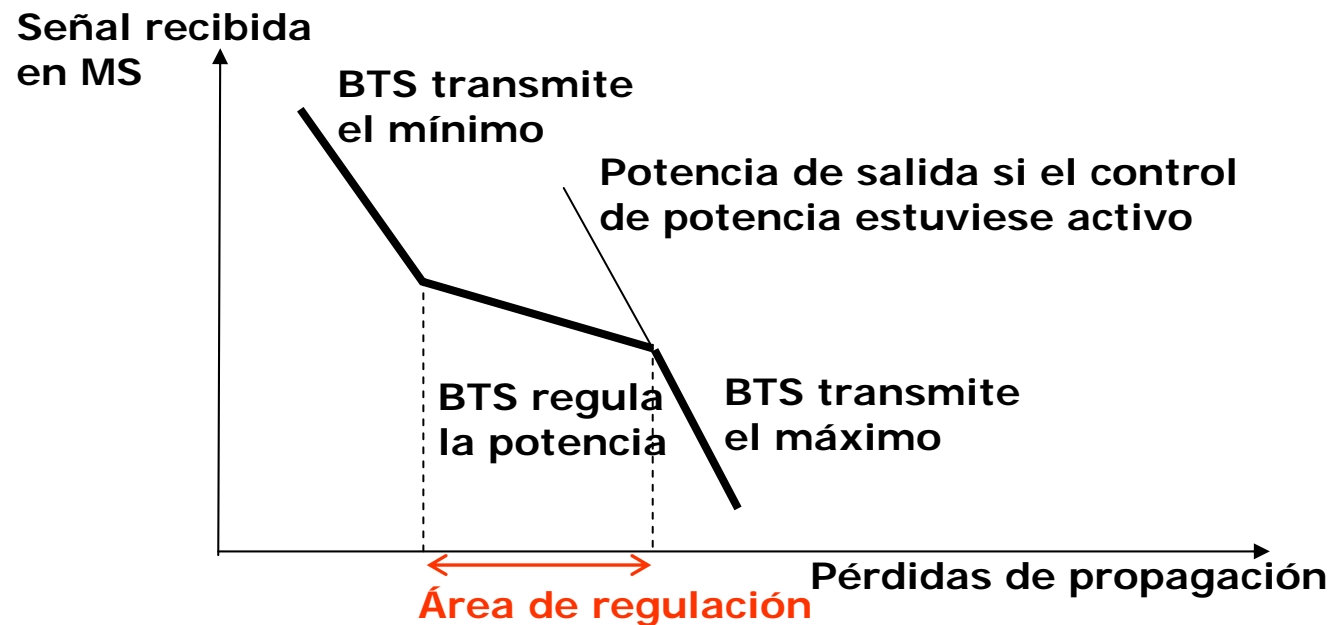 Señal recibida
en MS
BTS transmite
el mínimo
Potencia de salida si el control
de potencia estuviese activo
BTS regula
la potencia
BTS transmite
el máximo
Pérdidas de propagación
Área de regulación